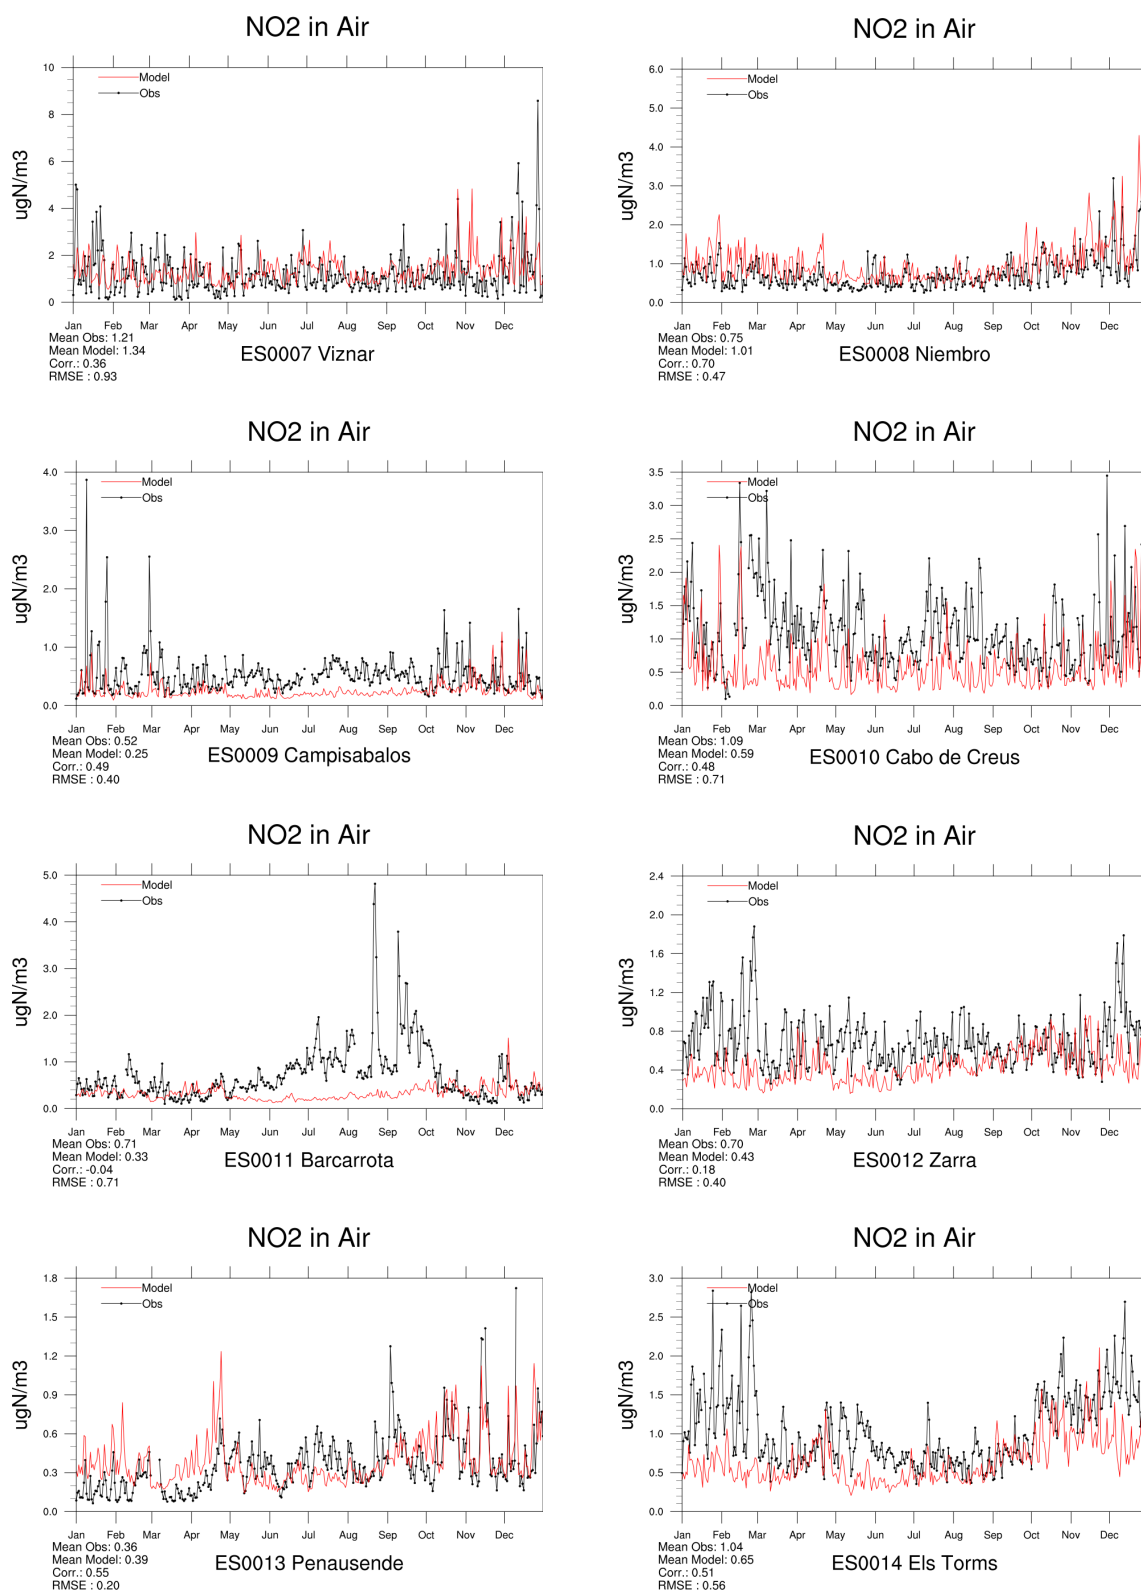 NO2 in Air
10
8
6
4
2
0
ugN/m3
Model
Obs
Jan Feb Mar Apr May Jun Jul Aug Sep Oct Nov Dec
Mean Obs: 1.21
Mean Model: 1.34
Corr.: 0.36
RMSE : 0.93
ES0007 Viznar
NO2 in Air
6.0
5.0
4.0
3.0
2.0
1.0
0.0
ugN/m3
Model
Obs
Jan Feb Mar Apr May Jun Jul Aug Sep Oct Nov Dec
Mean Obs: 0.75
Mean Model: 1.01
Corr.: 0.70
RMSE : 0.47
ES0008 Niembro
NO2 in Air
4.0
3.0
2.0
1.0
0.0
ugN/m3
Model
Obs
Jan Feb Mar Apr May Jun Jul Aug Sep Oct Nov Dec
Mean Obs: 0.52
Mean Model: 0.25
Corr.: 0.49
RMSE : 0.40
ES0009 Campisabalos
NO2 in Air
3.5
3.0
2.5
2.0
1.5
1.0
0.5
0.0
ugN/m3
Model
Obs
Jan Feb Mar Apr May Jun Jul Aug Sep Oct Nov Dec
Mean Obs: 1.09
Mean Model: 0.59
Corr.: 0.48
RMSE : 0.71
ES0010 Cabo de Creus
NO2 in Air
5.0
4.0
3.0
2.0
1.0
0.0
ugN/m3
Model
Obs
Jan Feb Mar Apr May Jun Jul Aug Sep Oct Nov Dec
Mean Obs: 0.71
Mean Model: 0.33
Corr.: -0.04
RMSE : 0.71
ES0011 Barcarrota
NO2 in Air
2.4
2.0
1.6
1.2
0.8
0.4
0.0
ugN/m3
Model
Obs
Jan Feb Mar Apr May Jun Jul Aug Sep Oct Nov Dec
Mean Obs: 0.70
Mean Model: 0.43
Corr.: 0.18
RMSE : 0.40
ES0012 Zarra
NO2 in Air
1.8
1.5
1.2
0.9
0.6
0.3
0.0
ugN/m3
Model
Obs
Jan Feb Mar Apr May Jun Jul Aug Sep Oct Nov Dec
Mean Obs: 0.36
Mean Model: 0.39
Corr.: 0.55
RMSE : 0.20
ES0013 Penausende
NO2 in Air
3.0
2.5
2.0
1.5
1.0
0.5
0.0
ugN/m3
Model
Obs
Jan Feb Mar Apr May Jun Jul Aug Sep Oct Nov Dec
Mean Obs: 1.04
Mean Model: 0.65
Corr.: 0.51
RMSE : 0.56
ES0014 Els Torms